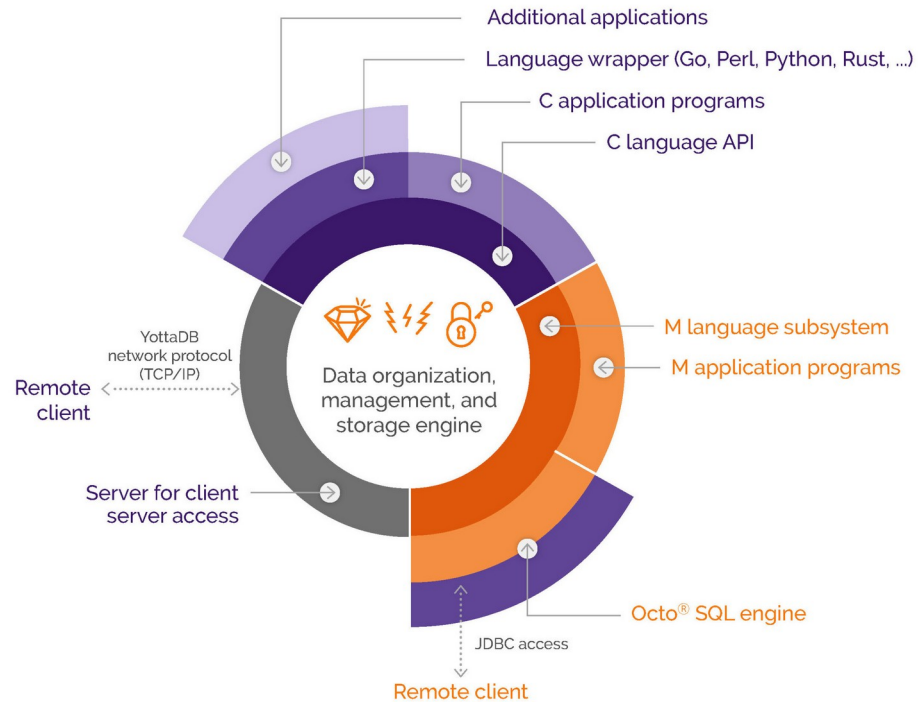 Additional applications
Language wrapper (Go, Perl, Python, Rust, ...)
C application programs
C language API
M language subsystem
M application programs
YottaDB
network protocol
(TCP/IP)
Remote
client
Data organization,
management, and
storage engine
Server for client
server access
Octo® SQL engine
JDBC access
Remote client